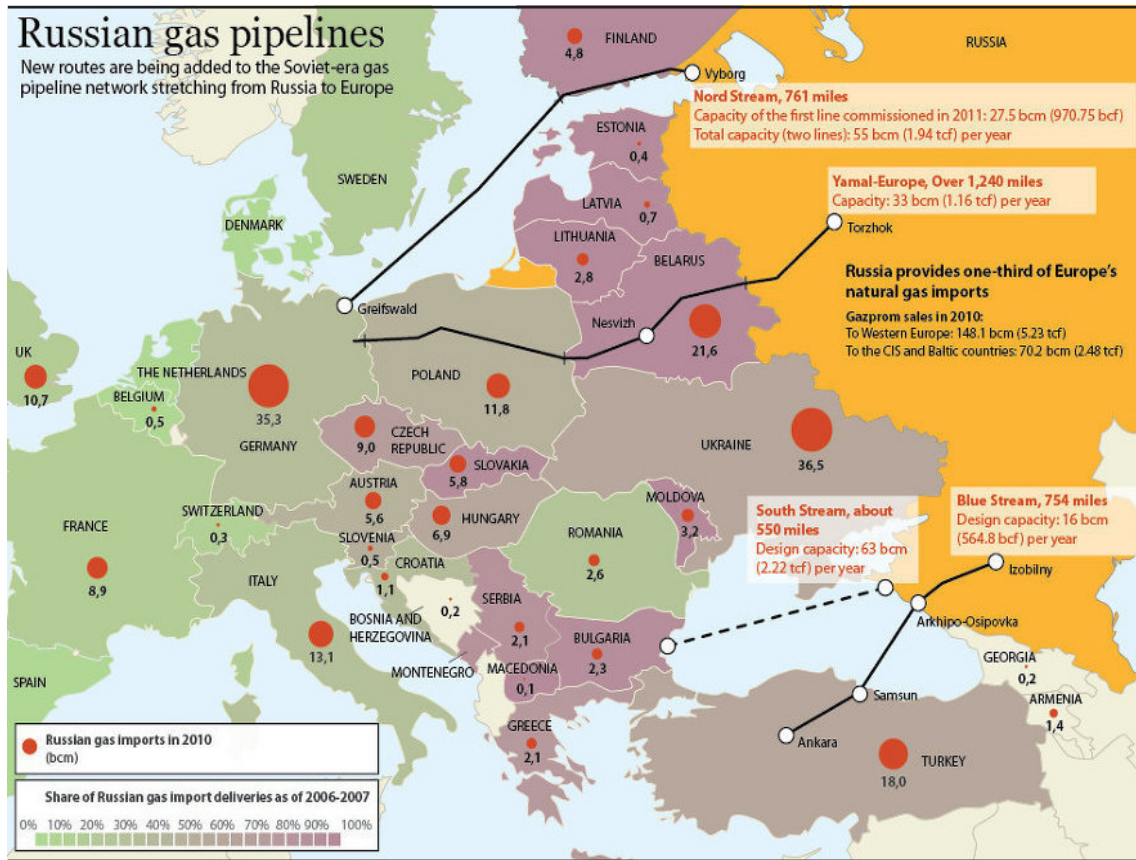 Russian gas pipelines
New routes are being added to the Soviet-era gas
pipeline network stretching from Russia to Europe
FINLAND
4,8
RUSSIA
Vyborg
Nord Stream, 761 miles
Capacity of the first line commissioned in 2011: 27.5 bcm (970.75 bcf)
Total capacity (two lines): 55 bcm (1.94 tcf) per year
ESTONIA
0,4
SWEDEN
Yamal-Europe, Over 1,240 miles
Capacity: 33 bcm (1.16 tcf) per year
LATVIA
0,7
DENMARK
Torzhok
LITHUANIA
2,8
BELARUS
Russia provides one-third of Europe's
natural gas imports
Gazprom sales in 2010:
To Western Europe: 148.1 bcm (5.23 tcf)
To the CIS and Baltic countries: 70.2 bcm (2.48 tcf)
Greifswald
Nesvizh
21,6
UK
10,7
THE NETHERLANDS
BELGIUM
0,5
35,3
GERMANY
POLAND
11,8
CZECH
REPUBLIC
9,0
UKRAINE
36,5
SLOVAKIA
5,8
AUSTRIA
5,6
MOLDOVA
3,2
South Stream, about
550 miles
Design capacity: 63 bcm
(2.22 tcf) per year
Blue Stream, 754 miles
Design capacity: 16 bcm
(564.8 bcf) per year
FRANCE
8,9
SWITZERLAND
0,3
HUNGARY
6,9
SLOVENIA
0,5
ROMANIA
2,6
CROATIA
1,1
Izobilny
ITALY
13,1
SERBIA
2,1
0,2
BOSNIA AND
HERZEGOVINA
Arkhipo-Osipovka
BULGARIA
2,3
MONTENEGRO
MACEDONIA
0,1
GEORGIA
0,2
SPAIN
Samsun
ARMENIA
1,4
GREECE
2,1
Ankara
TURKEY
18,0
Russian gas imports in 2010
(bcm)
Share of Russian gas import deliveries as of 2006-2007
0% 10% 20% 30% 40% 50% 60% 70% 80% 90% 100%